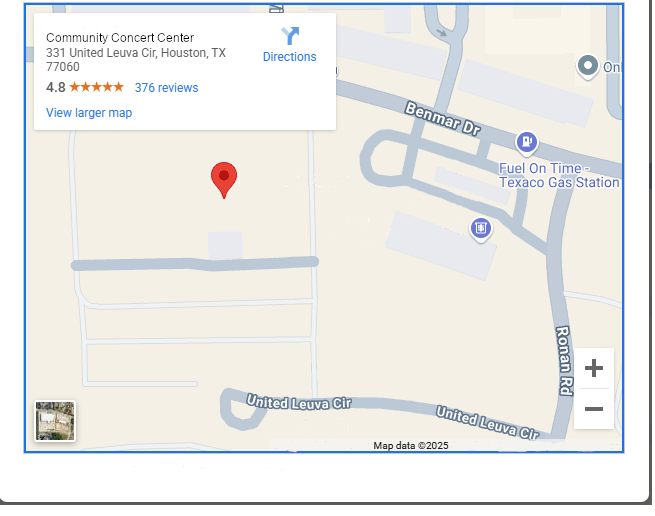 Community Concert Center
331 United Leuva Cir, Houston, TX
77060
4.8 ★★★★★ 376 reviews
View larger map
Directions
On
Benmar Dr
Fuel On Time -
Texaco Gas Station
Ronan Rd
United Leuva Cir
United Leuva Cir
Map data ©2025